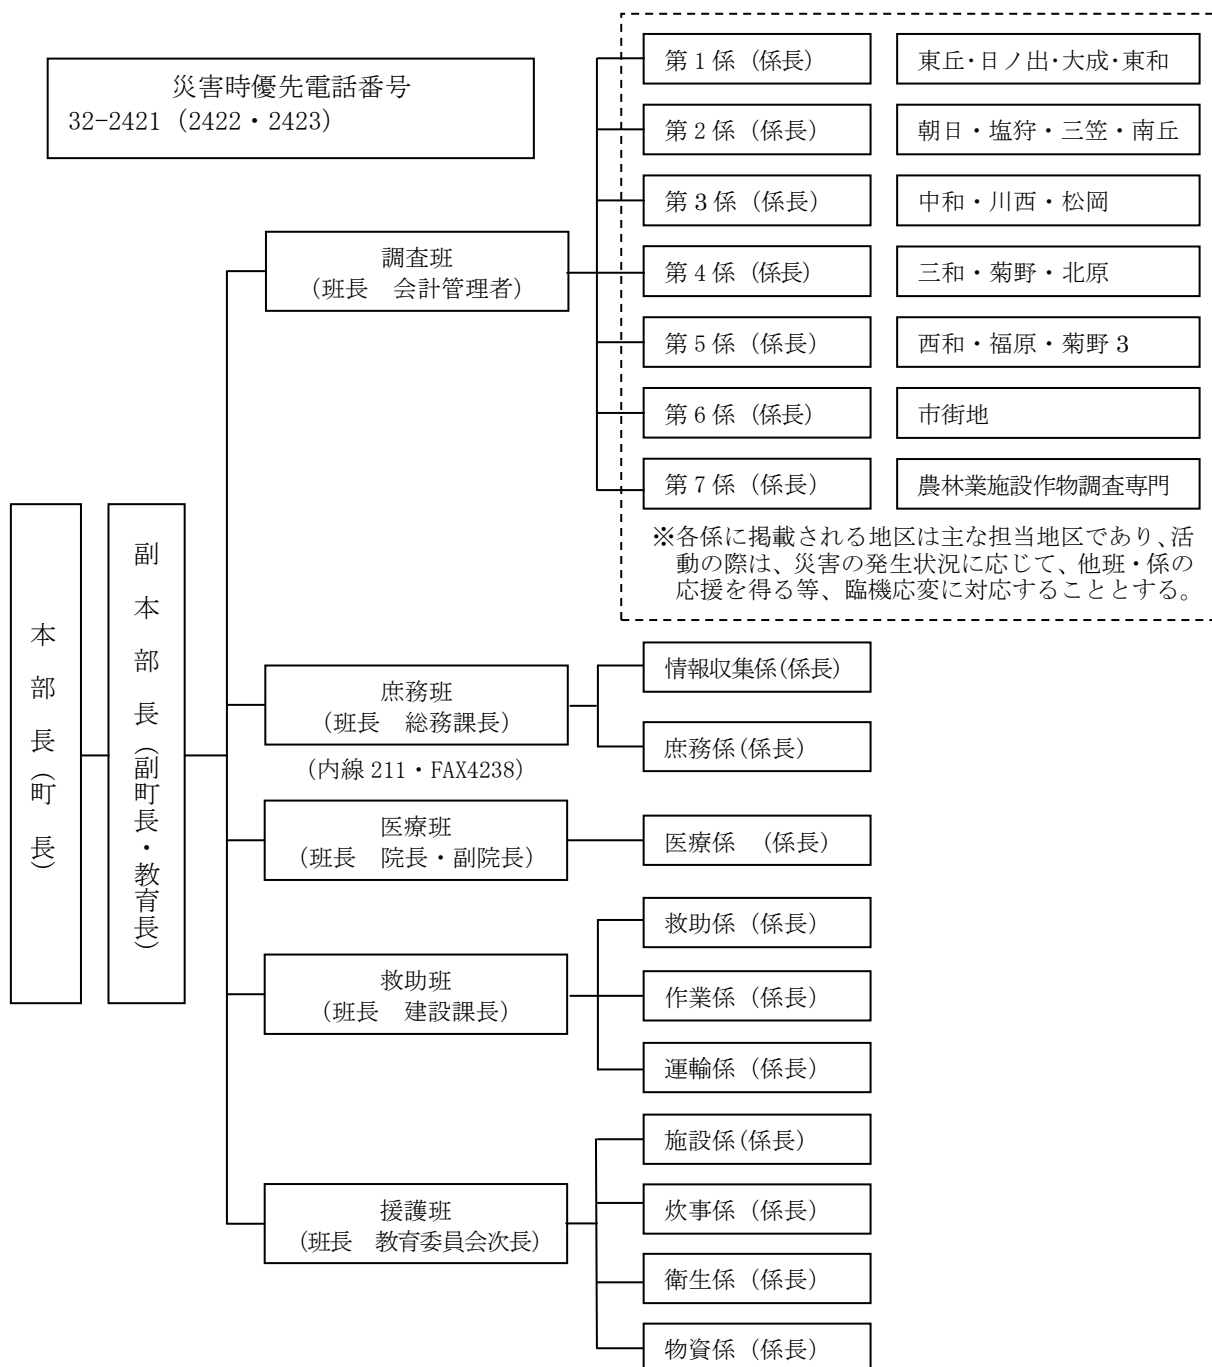 災害時優先電話番号
32-2421（2422・2423）
本部長（町長）
副本部長（副町長・教育長）
調査班
（班長　会計管理者）
第１係（係長）
東丘・日ノ出・大成・東和
第２係（係長）
朝日・塩狩・三笠・南丘
第３係（係長）
中和・川西・松岡
第４係（係長）
三和・菊野・北原
第５係（係長）
西和・福原・菊野３
第６係（係長）
市街地
第７係（係長）
農林業施設作物調査専門
※各係に掲載される地区は主な担当地区であり、活
動の際は、災害の発生状況に応じて、他班・係の
応援を得る等、臨機応変に対応することとする。
庶務班
（班長　総務課長）
（内線 211・FAX4238）
情報収集係（係長）
庶務係（係長）
医療班
（班長　院長・副院長）
医療係　（係長）
救助班
（班長　建設課長）
救助係（係長）
作業係（係長）
運輸係（係長）
援護班
（班長　教育委員会次長）
施設係（係長）
炊事係（係長）
衛生係（係長）
物資係（係長）